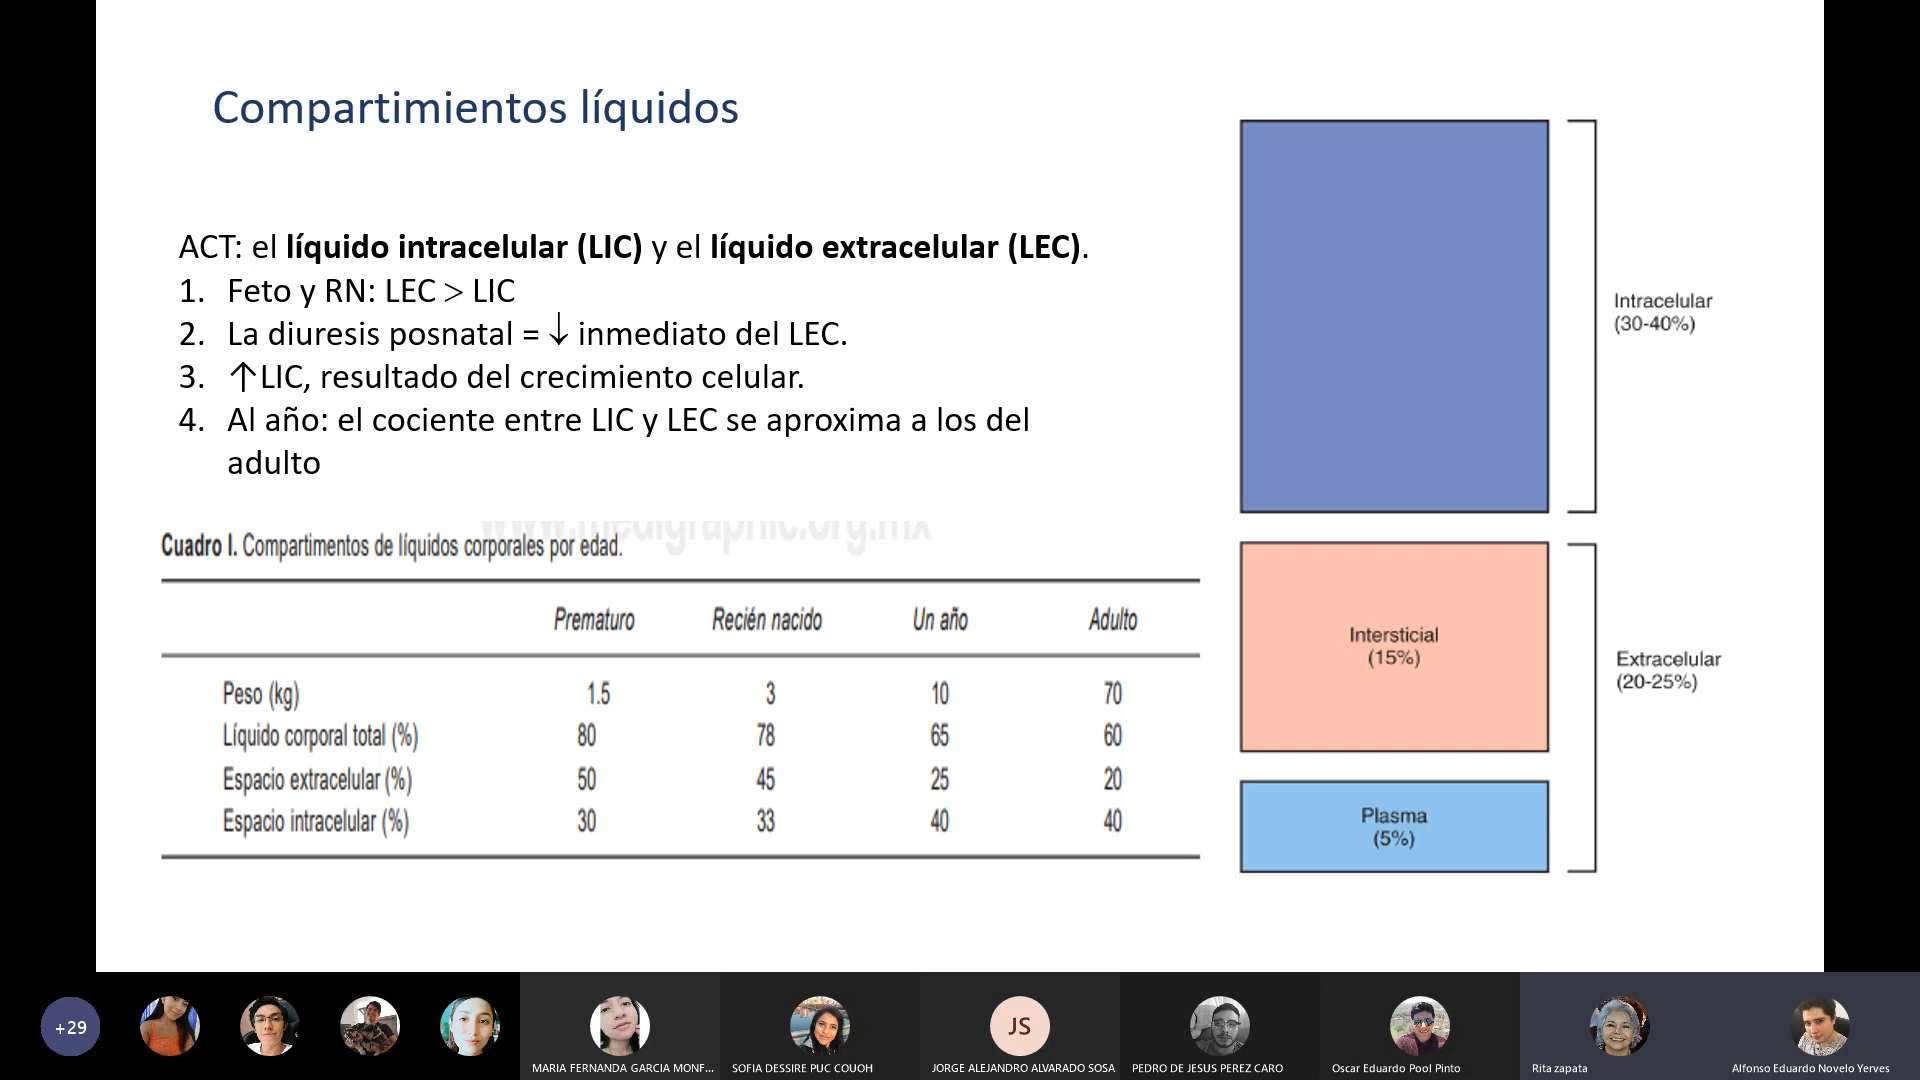 Compartimientos líquidos
ACT: el líquido intracelular (LIC) y el líquido extracelular (LEC).
1. Feto y RN: LEC > LIC
2. La diuresis posnatal = ↓ inmediato del LEC.
3. ↑LIC, resultado del crecimiento celular.
4. Al año: el cociente entre LIC y LEC se aproxima a los del
adulto
www.medigraphic.org.mx
Cuadro I. Compartimentos de líquidos corporales por edad.
Prematuro Recién nacido Un año Adulto
Peso (kg) 1.5 3 10 70
Líquido corporal total (%) 80 78 65 60
Espacio extracelular (%) 50 45 25 20
Espacio intracelular (%) 30 33 40 40
Intracelular
(30-40%)
Intersticial
(15%)
Extracelular
(20-25%)
Plasma
(5%)
+29
JS
MARIA FERNANDA GARCIA MONF...
SOFIA DESSIRE PUC COUOH
JORGE ALEJANDRO ALVARADO SOSA
PEDRO DE JESUS PEREZ CARO
Oscar Eduardo Pool Pinto
Rita zapata
Alfonso Eduardo Novelo Yerves